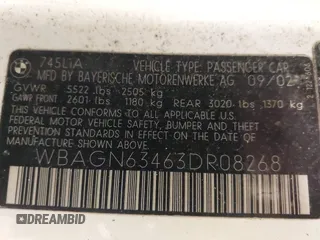 745LiA VEHICLE TYPE: PASSENGER CAR
MFD BY BAYERISCHE MOTORENWERKE AG 09/02
GVWR 5522 lbs 2505 kg
GAWR FRONT 2601 lbs 1180 kg REAR 3020 lbs 1370 kg
THIS VEHICLE CONFORMS TO ALL APPLICABLE
FEDERAL MOTOR VEHICLE SAFETY, BUMPER, AND
THEFT PREVENTION STANDARDS IN EFFECT ON THE
DATE OF MANUFACTURE SHOWN ABOVE.
WBAGN63463DR08268
DREAMBID
DREAMBID